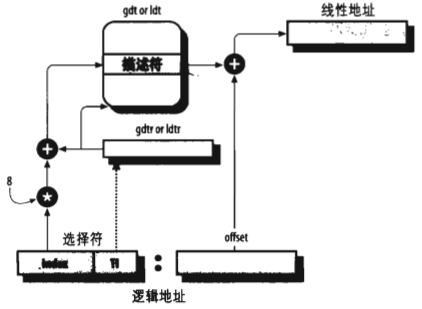 gdt or ldt
线性地址
描述符
+
gdtr or ldtr
+
8
*
选择符
offset
Index
TI
:
逻辑地址